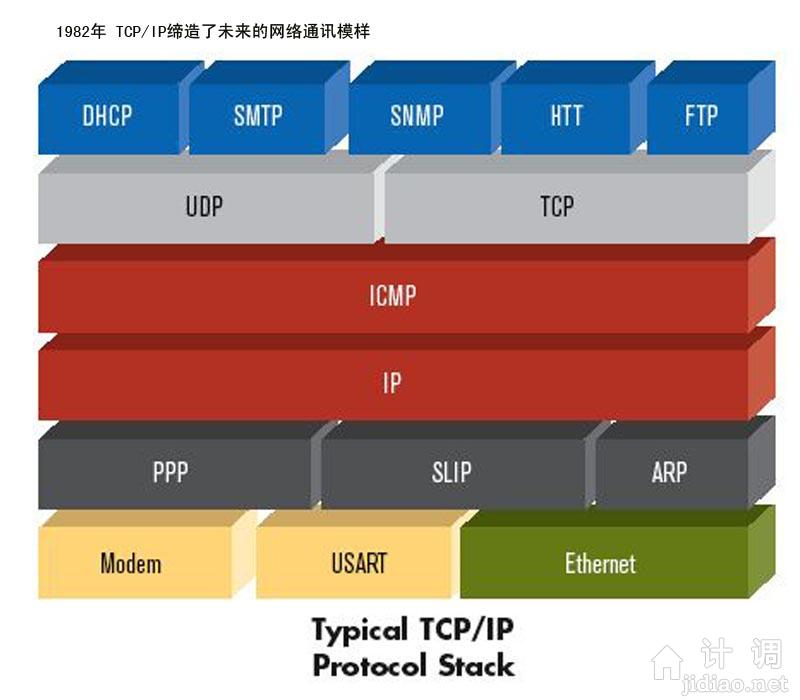 1982年 TCP/IP缔造了未来的网络通讯模样
DHCP SMTP SNMP HTT FTP
UDP TCP
ICMP
IP
PPP SLIP ARP
Modem USART Ethernet
Typical TCP/IP
Protocol Stack
计调
jidiao.net